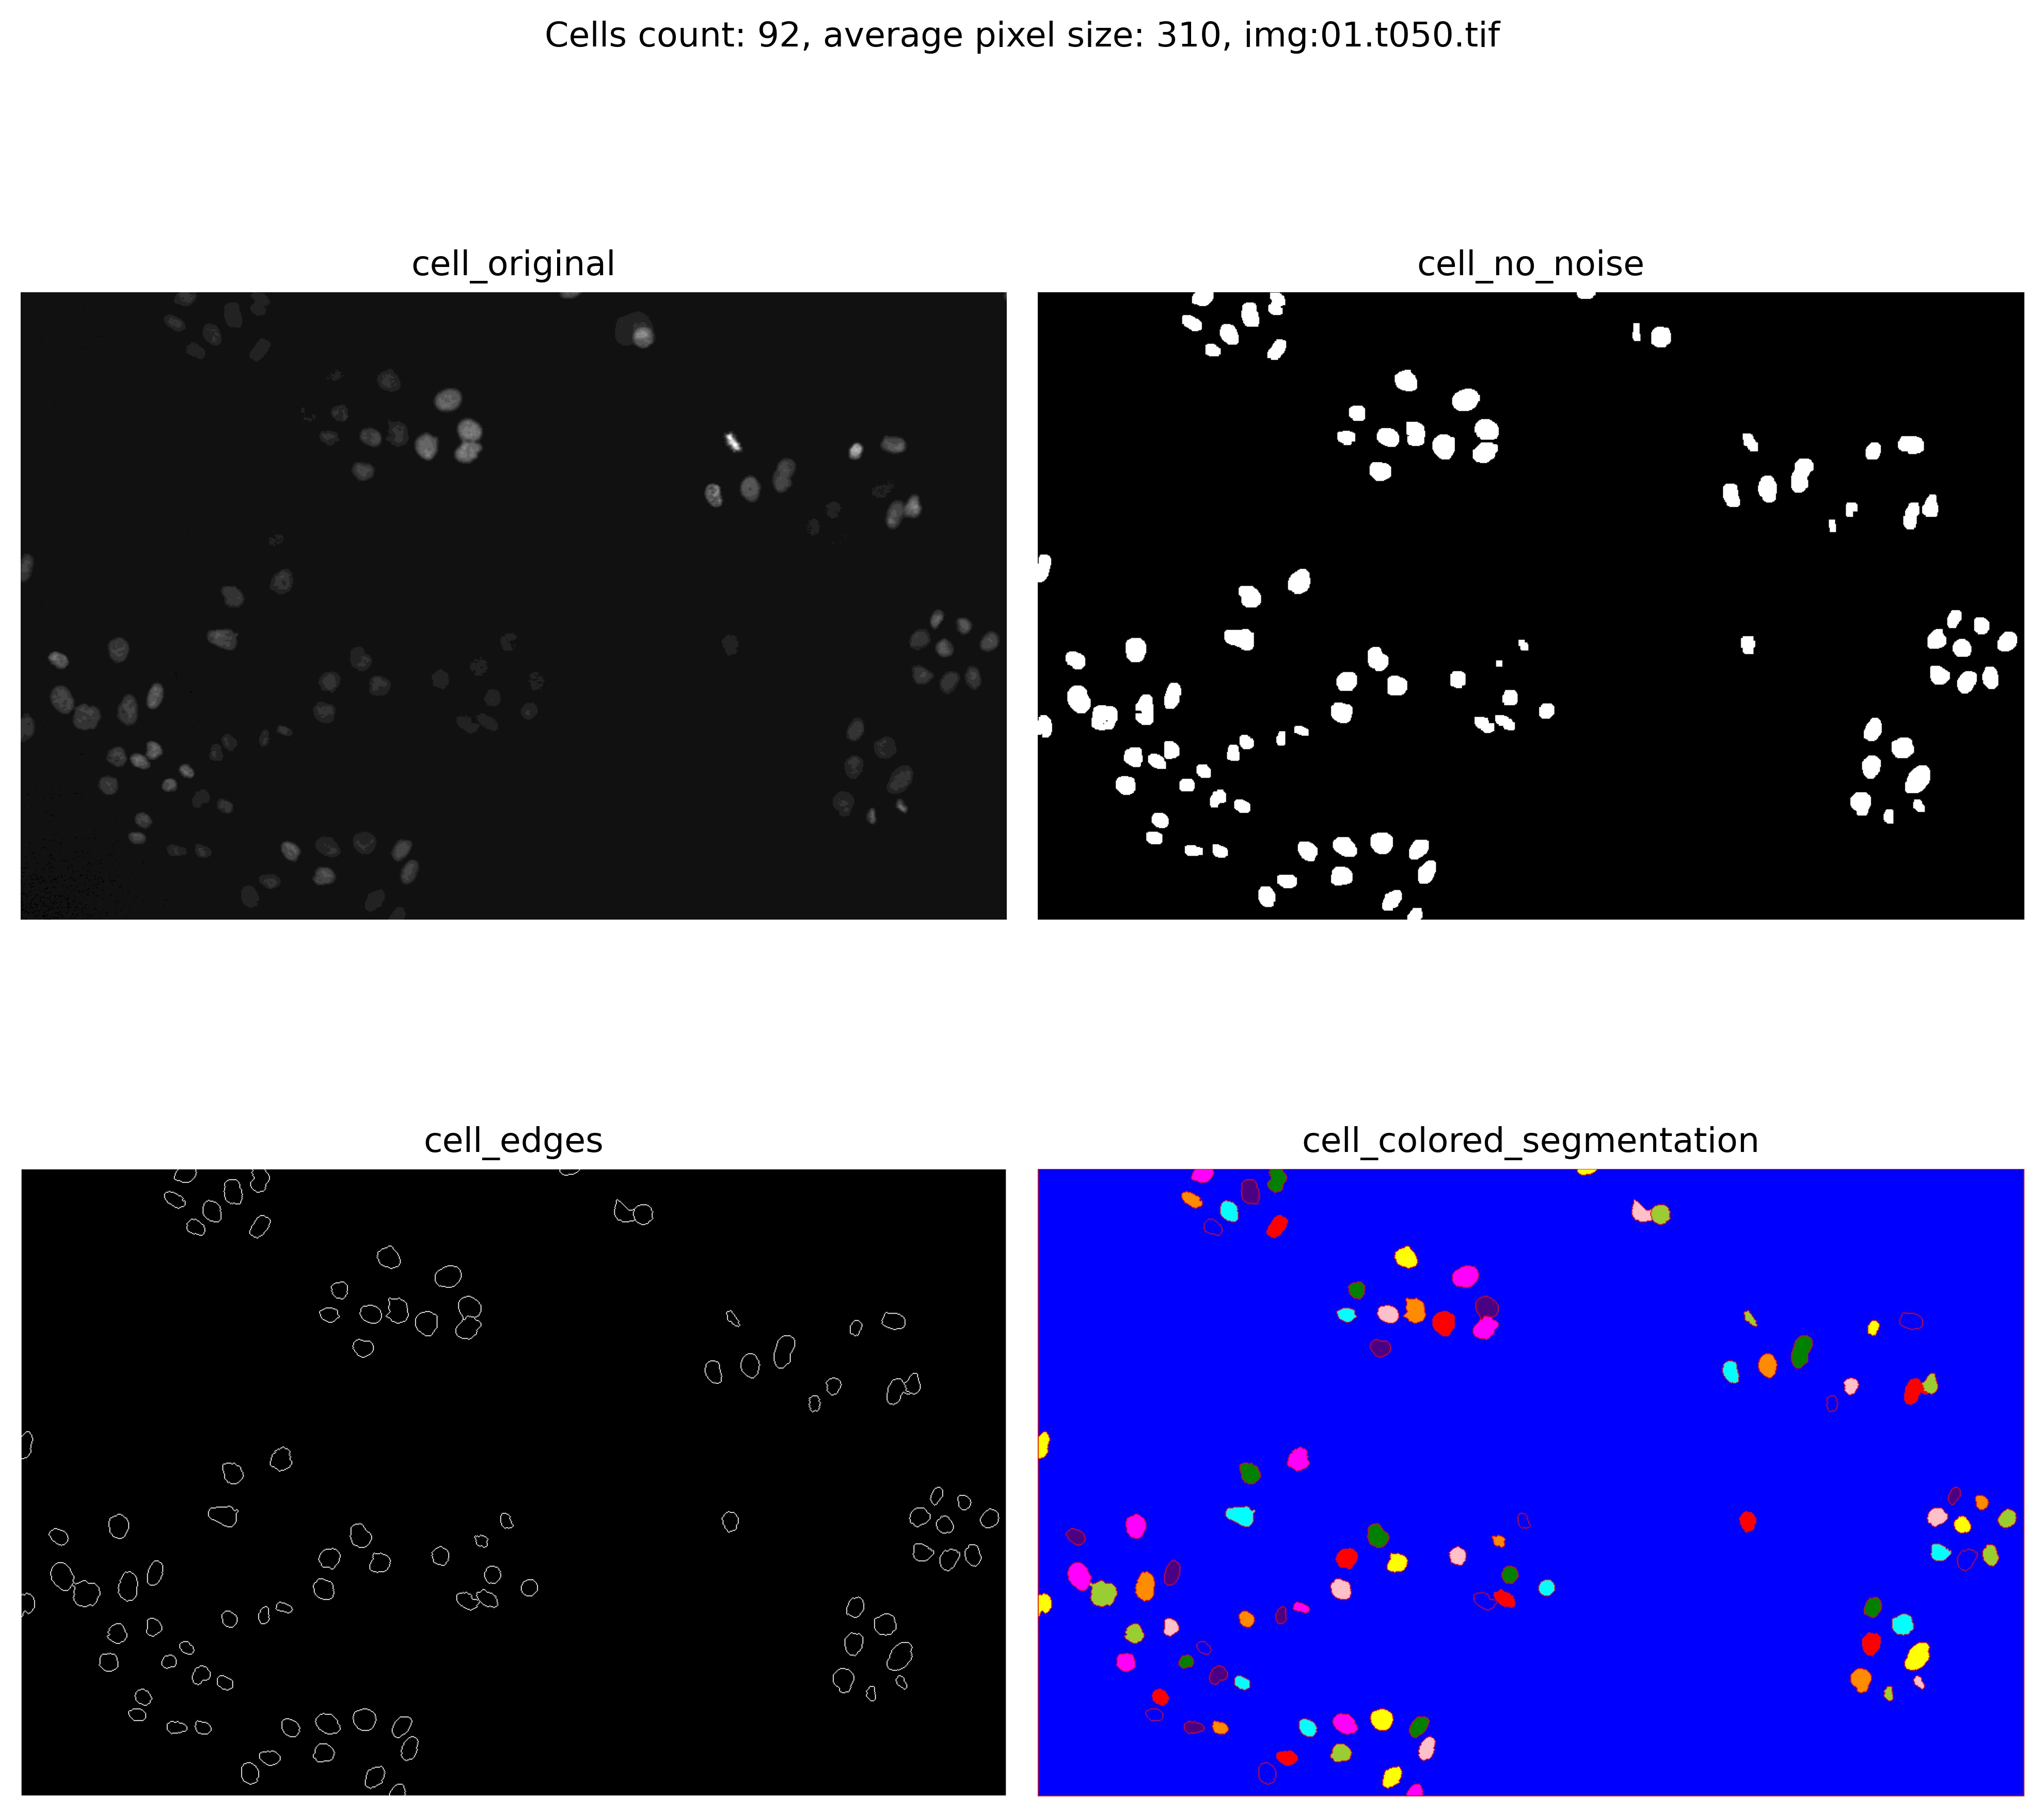 Cells count: 92, average pixel size: 310, img:01.t050.tif
cell_original
cell_no_noise
cell_edges
cell_colored_segmentation